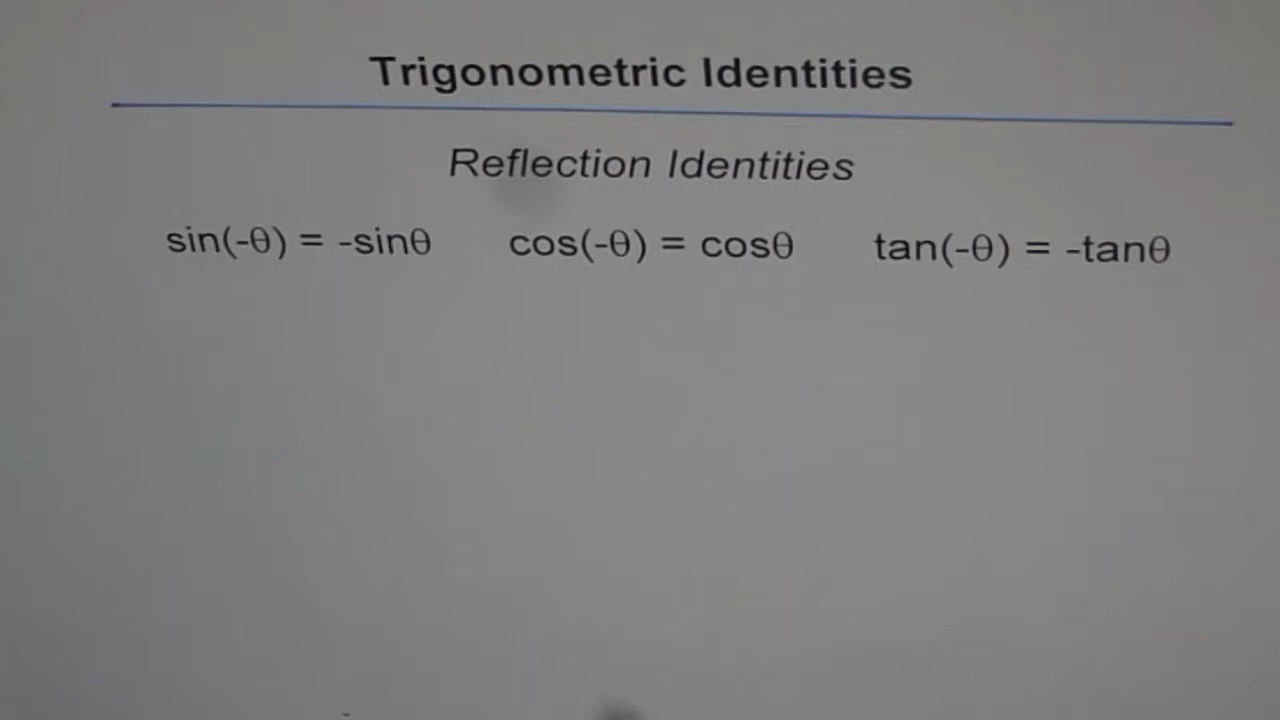 Trigonometric Identities
Reflection Identities
sin(-θ) = -sinθ cos(-θ) = cosθ tan(-θ) = -tanθ